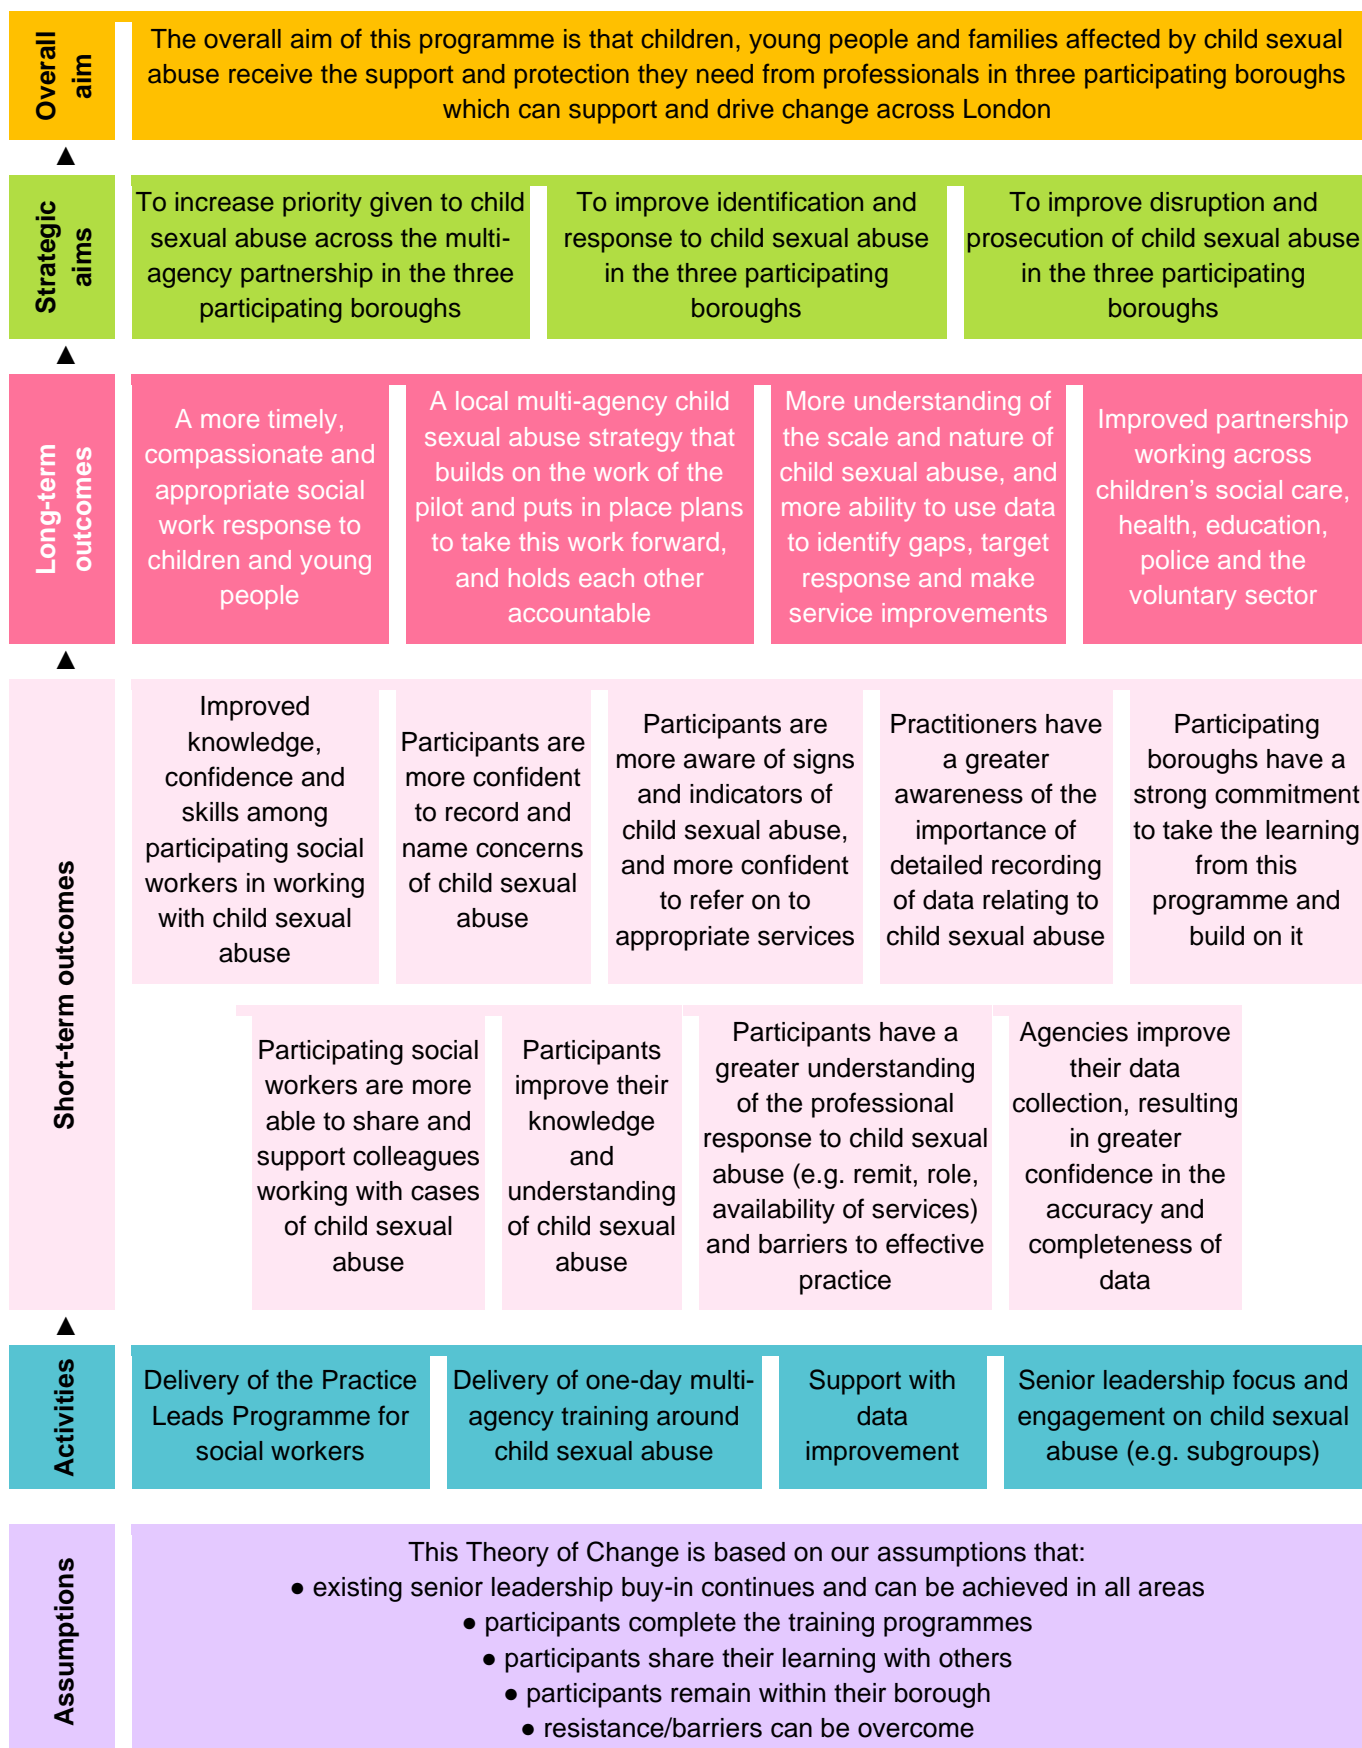 Overall
aim
The overall aim of this programme is that children, young people and families affected by child sexual
abuse receive the support and protection they need from professionals in three participating boroughs
which can support and drive change across London
▲
Strategic
aims
To increase priority given to child
sexual abuse across the multi-
agency partnership in the three
participating boroughs
To improve identification and
response to child sexual abuse
in the three participating
boroughs
To improve disruption and
prosecution of child sexual abuse
in the three participating
boroughs
▲
Long-term
outcomes
A more timely,
compassionate and
appropriate social
work response to
children and young
people
A local multi-agency child
sexual abuse strategy that
builds on the work of the
pilot and puts in place plans
to take this work forward,
and holds each other
accountable
More understanding of
the scale and nature of
child sexual abuse, and
more ability to use data
to identify gaps, target
response and make
service improvements
Improved partnership
working across
children’s social care,
health, education,
police and the
voluntary sector
▲
Short-term outcomes
Improved
knowledge,
confidence and
skills among
participating social
workers in working
with child sexual
abuse
Participants are
more confident
to record and
name concerns
of child sexual
abuse
Participants are
more aware of signs
and indicators of
child sexual abuse,
and more confident
to refer on to
appropriate services
Practitioners have
a greater
awareness of the
importance of
detailed recording
of data relating to
child sexual abuse
Participating
boroughs have a
strong commitment
to take the learning
from this
programme and
build on it
Participating social
workers are more
able to share and
support colleagues
working with cases
of child sexual
abuse
Participants
improve their
knowledge
and
understanding
of child sexual
abuse
Participants have a
greater understanding
of the professional
response to child sexual
abuse (e.g. remit, role,
availability of services)
and barriers to effective
practice
Agencies improve
their data
collection, resulting
in greater
confidence in the
accuracy and
completeness of
data
▲
Activities
Delivery of the Practice
Leads Programme for
social workers
Delivery of one-day multi-
agency training around
child sexual abuse
Support with
data
improvement
Senior leadership focus and
engagement on child sexual
abuse (e.g. subgroups)
Assumptions
This Theory of Change is based on our assumptions that:
● existing senior leadership buy-in continues and can be achieved in all areas
● participants complete the training programmes
● participants share their learning with others
● participants remain within their borough
● resistance/barriers can be overcome